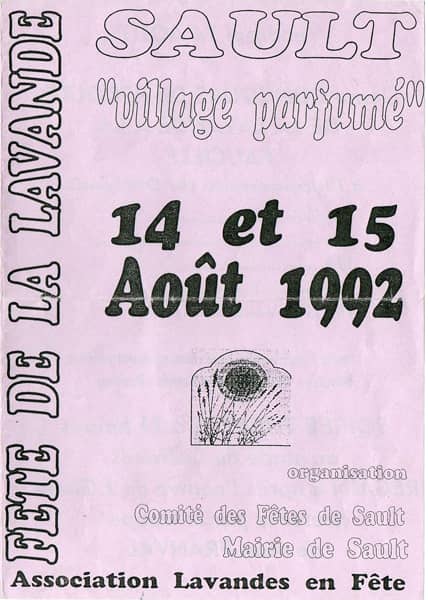 FETE DE LA LAVANDE
SAULT
"village parfumé"
14 et 15
Août 1992
organisation
Comité des Fêtes de Sault
Mairie de Sault
Association Lavandes en Fête